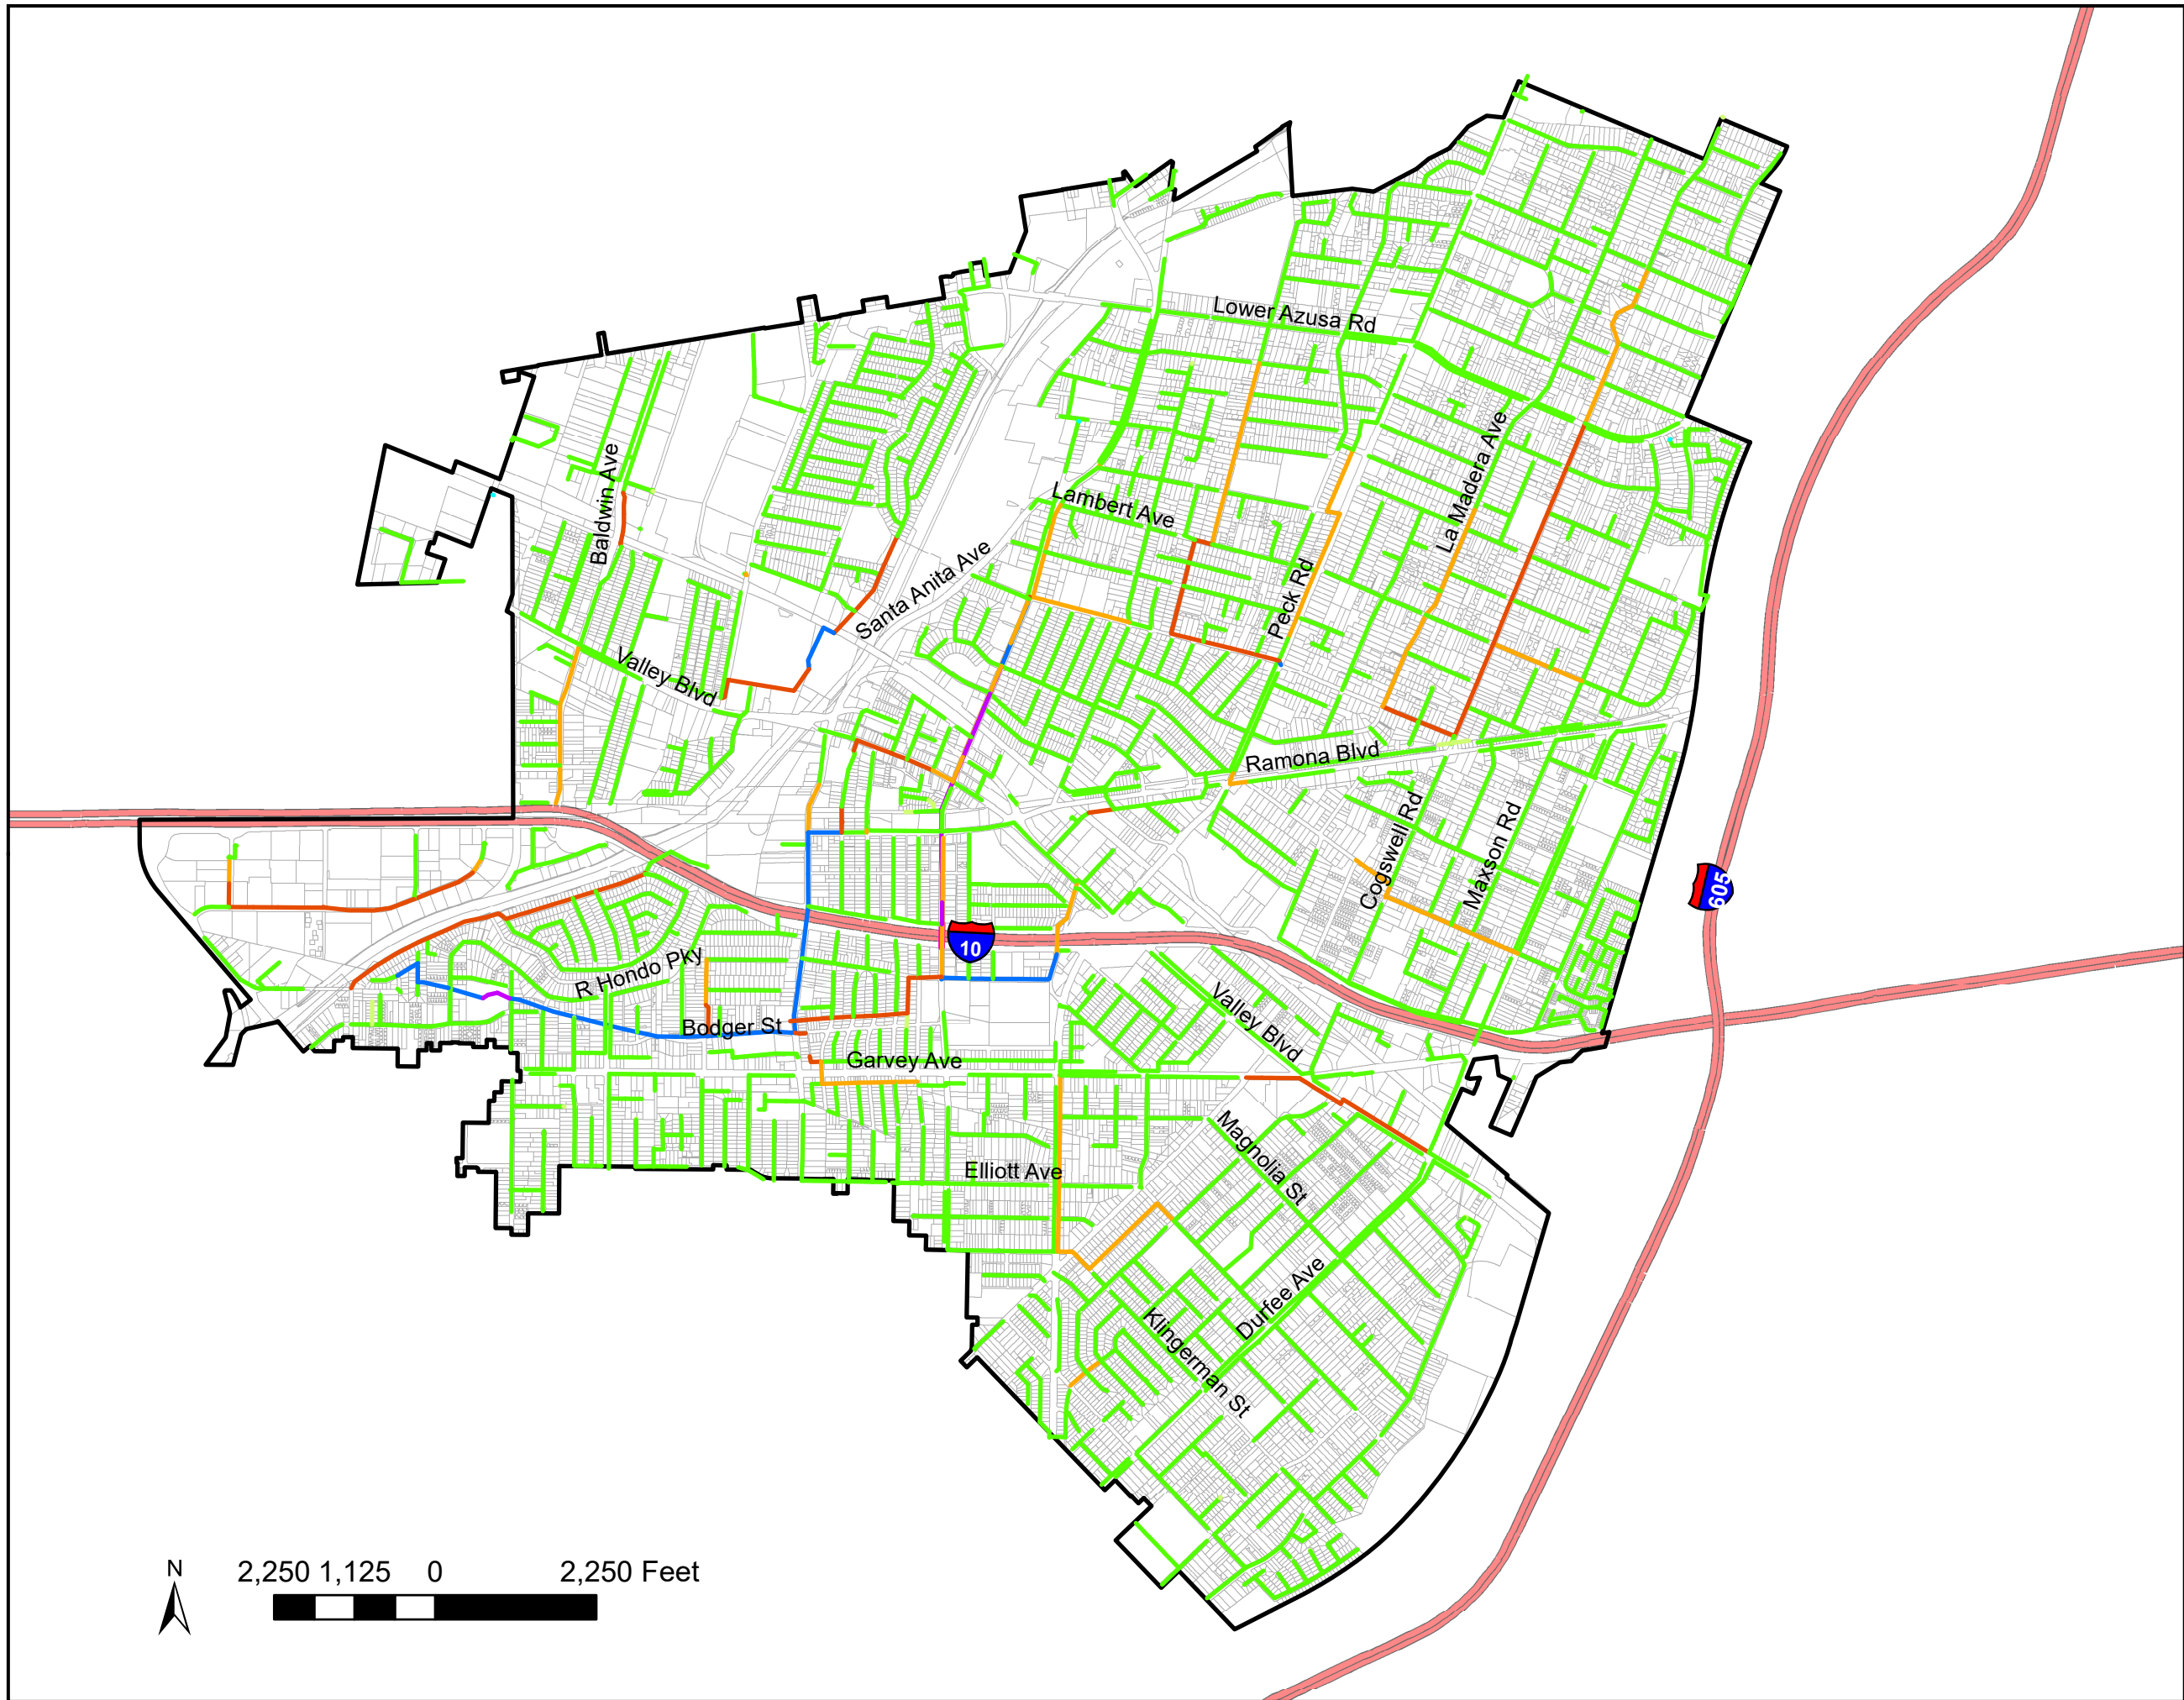 Lower Azusa Rd
Baldwin Ave
La Madera Ave
Lambert Ave
Santa Anita Ave
Peck Rd
Valley Blvd
Ramona Blvd
Cogswell Rd
Maxson Rd
605
10
R Hondo Pky
Valley Blvd
Bodger St
Garvey Ave
Magnolia St
Elliott Ave
Durfee Ave
Klingerman St
N
2,250 1,125 0 2,250 Feet